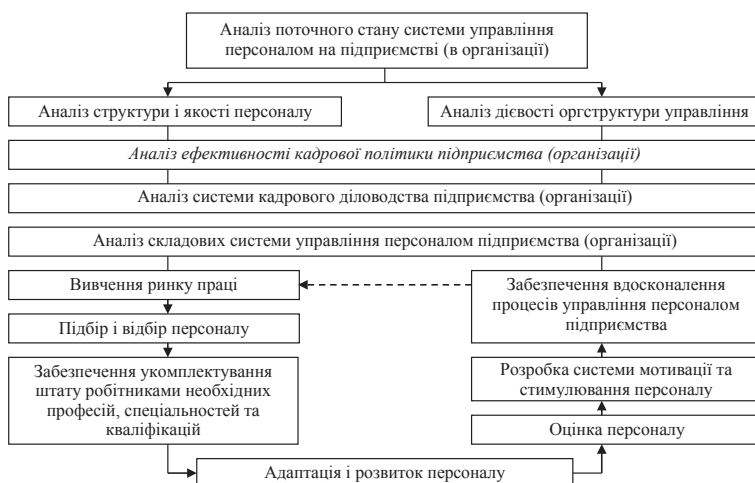 Аналіз поточного стану системи управління
персоналом на підприємстві (в організації)
Аналіз структури і якості персоналу
Аналіз дієвості оргструктури управління
Аналіз ефективності кадрової політики підприємства (організації)
Аналіз системи кадрового діловодства підприємства (організації)
Аналіз складових системи управління персоналом підприємства (організації)
Вивчення ринку праці
Підбір і відбір персоналу
Забезпечення укомплектування
штату робітниками необхідних
професій, спеціальностей та
кваліфікацій
Адаптація і розвиток персоналу
Оцінка персоналу
Розробка системи мотивації та
стимулювання персоналу
Забезпечення вдосконалення
процесів управління персоналом
підприємства